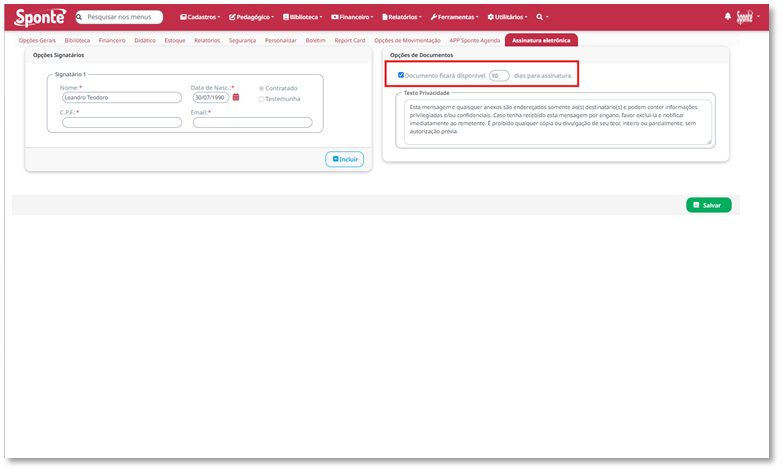 Sponte
Pesquisar nos menus
Cadastros
Pedagógico
Biblioteca
Financeiro
Relatórios
Ferramentas
Utilitários
Sponte
Opções Gerais
Biblioteca
Financeiro
Didático
Estoque
Relatórios
Segurança
Personalizar
Boletim
Report Card
Opções de Movimentação
APP Sponte Agenda
Assinatura eletrônica
Opções Signatários
Signatário 1
Nome:*
Data de Nasc.:*
Leandro Teodoro
30/07/1990
Contratado
Testemunha
C.P.F:*
Email:*
Incluir
Opções de Documentos
Documento ficará disponível 10 dias para assinatura.
Texto Privacidade
Esta mensagem e quaisquer anexos são endereçados somente ao(s) destinatário(s) e podem conter informações
privilegiados e/ou confidenciais. Caso tenha recebido esta mensagem por engano, favor excluí-la e notificar
imediatamente ao remetente. É proibido qualquer cópia ou divulgação de seu teor, inteiro ou parcialmente, sem
autorização prévia.
Salvar